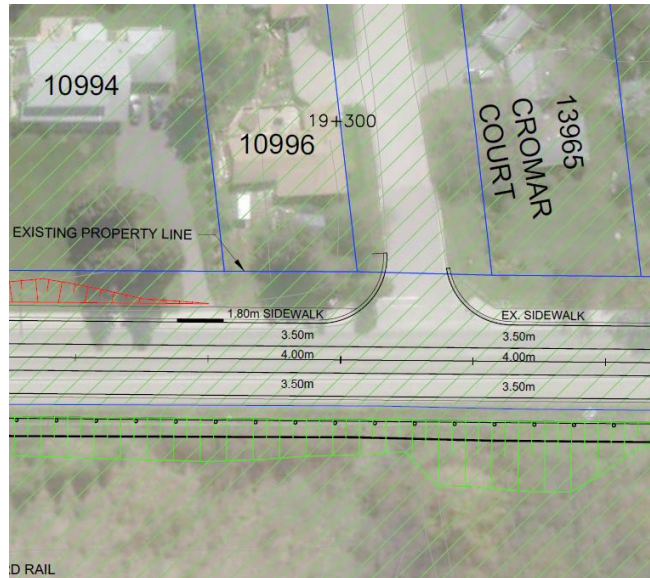 10994
10996
19+300
13965
CROMAR
COURT
EXISTING PROPERTY LINE
1.80m SIDEWALK
EX. SIDEWALK
3.50m
3.50m
4.00m
4.00m
3.50m
3.50m
RD RAIL